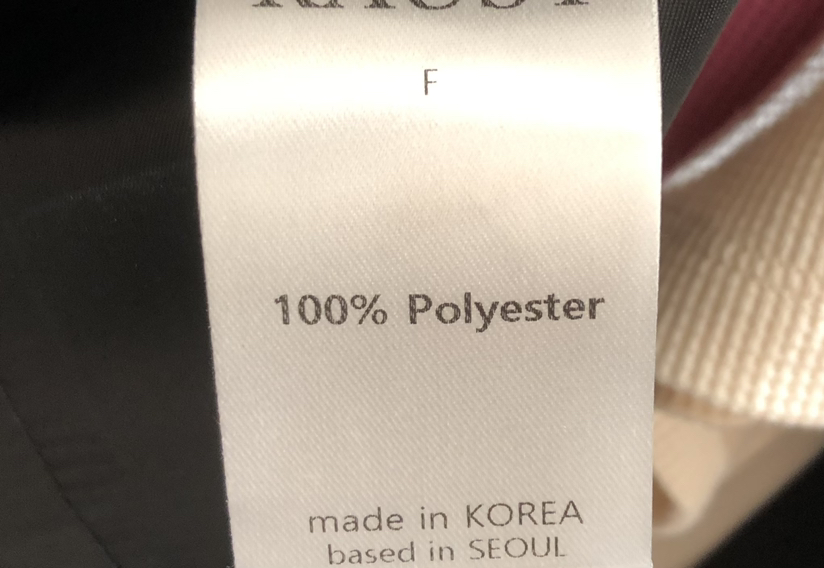 F
100% Polyester
made in KOREA
based in SEOUL